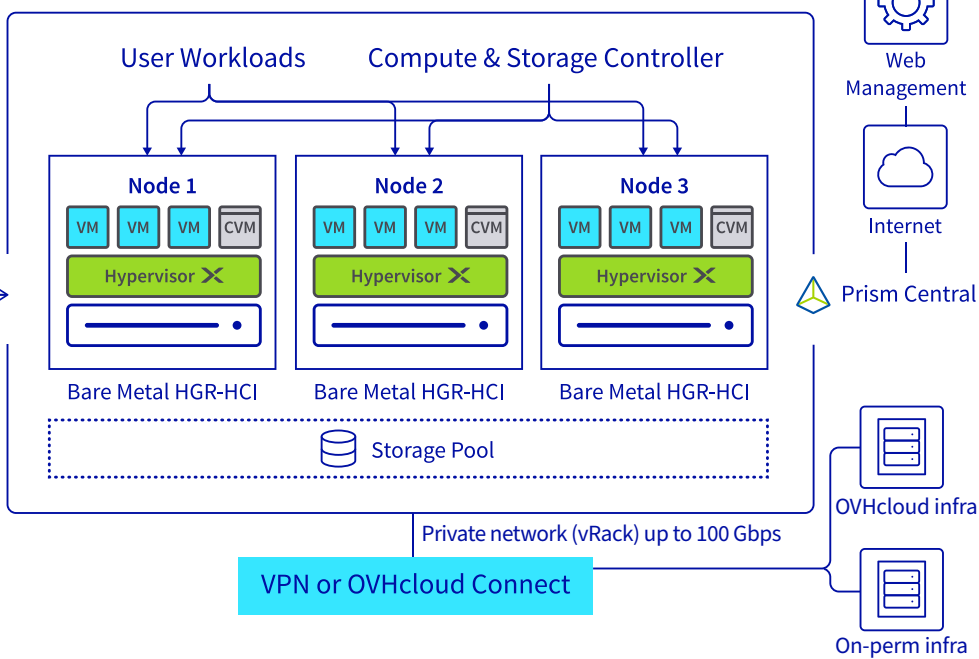 User Workloads
Compute & Storage Controller
Web
Management
Internet
Prism Central
Node 1
VM VM VM CVM
Hypervisor
Bare Metal HGR-HCI
Node 2
VM VM VM CVM
Hypervisor
Bare Metal HGR-HCI
Node 3
VM VM VM CVM
Hypervisor
Bare Metal HGR-HCI
Storage Pool
Private network (vRack) up to 100 Gbps
VPN or OVHcloud Connect
OVHcloud infra
On-perm infra